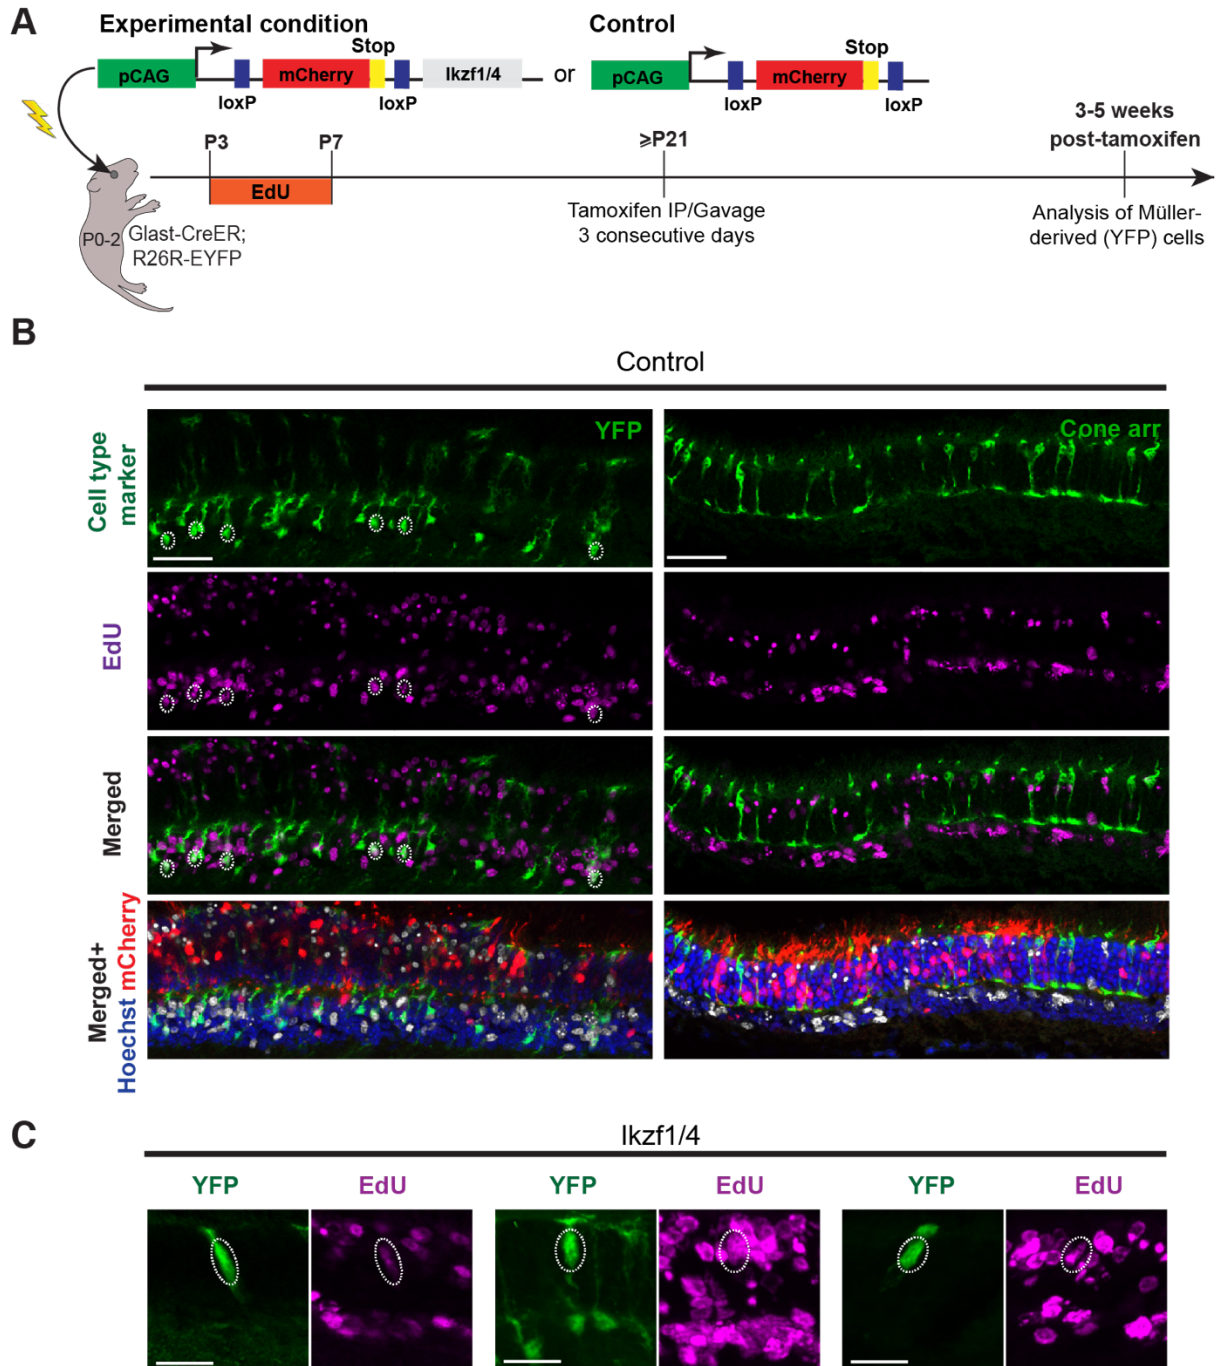 A
Experimental condition
Control
Stop
Stop
pCAG
mCherry
Ikzf1/4
or
pCAG
mCherry
loxP
loxP
loxP
loxP
3-5 weeks
post-tamoxifen
P3
P7
≥P21
EdU
P0-2
Glast-CreER;
R26R-EYFP
Tamoxifen IP/Gavage
3 consecutive days
Analysis of Müller-
derived (YFP) cells
B
Control
Cell type
marker
YFP
Cone arr
EdU
Merged
Merged+
Hoechst mCherry
C
Ikzf1/4
YFP
EdU
YFP
EdU
YFP
EdU